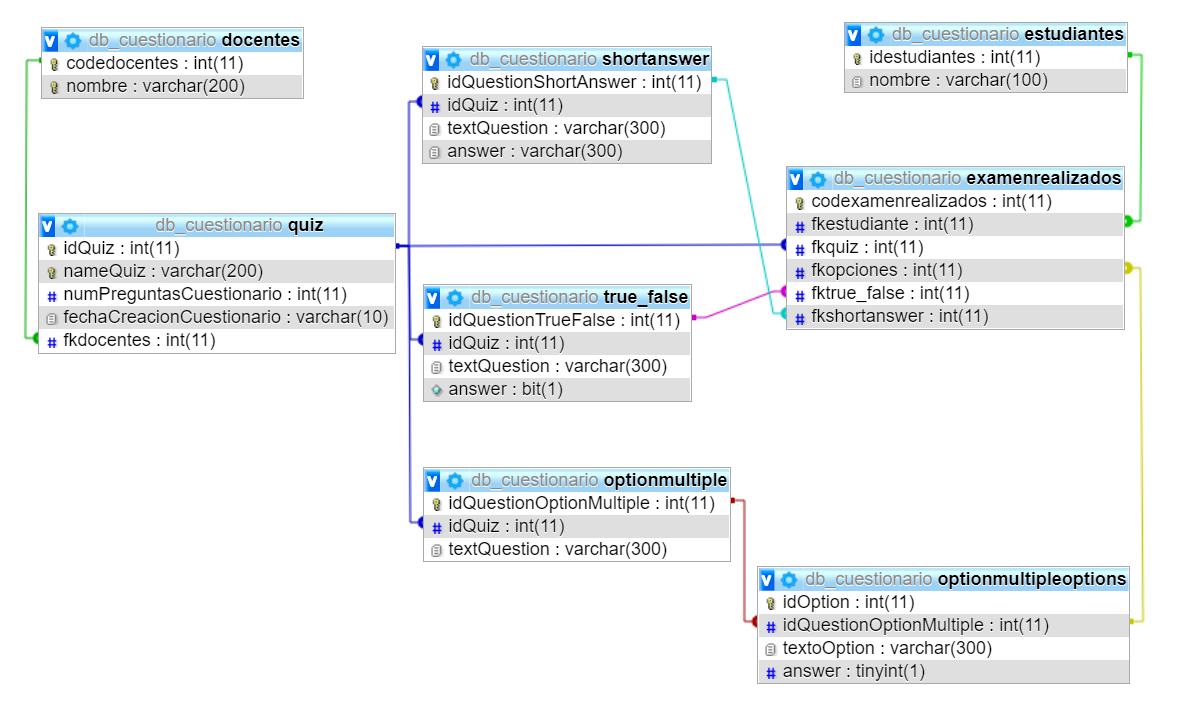 db_cuestionario docentes
codedocentes : int(11)
nombre : varchar(200)
db_cuestionario shortanswer
idQuestionShortAnswer : int(11)
idQuiz : int(11)
textQuestion : varchar(300)
answer : varchar(300)
db_cuestionario estudiantes
idestudiantes : int(11)
nombre : varchar(100)
db_cuestionario examenrealizados
codexamenrealizados : int(11)
fkestudiante : int(11)
fkquiz : int(11)
fkopciones : int(11)
fktrue_false : int(11)
fkshortanswer : int(11)
db_cuestionario quiz
idQuiz : int(11)
nameQuiz : varchar(200)
numPreguntasCuestionario : int(11)
fechaCreacionCuestionario : varchar(10)
fkdocentes : int(11)
db_cuestionario true_false
idQuestionTrueFalse : int(11)
idQuiz : int(11)
textQuestion : varchar(300)
answer : bit(1)
db_cuestionario optionmultiple
idQuestionOptionMultiple : int(11)
idQuiz : int(11)
textQuestion : varchar(300)
db_cuestionario optionmultipleoptions
idOption : int(11)
idQuestionOptionMultiple : int(11)
textoOption : varchar(300)
answer : tinyint(1)